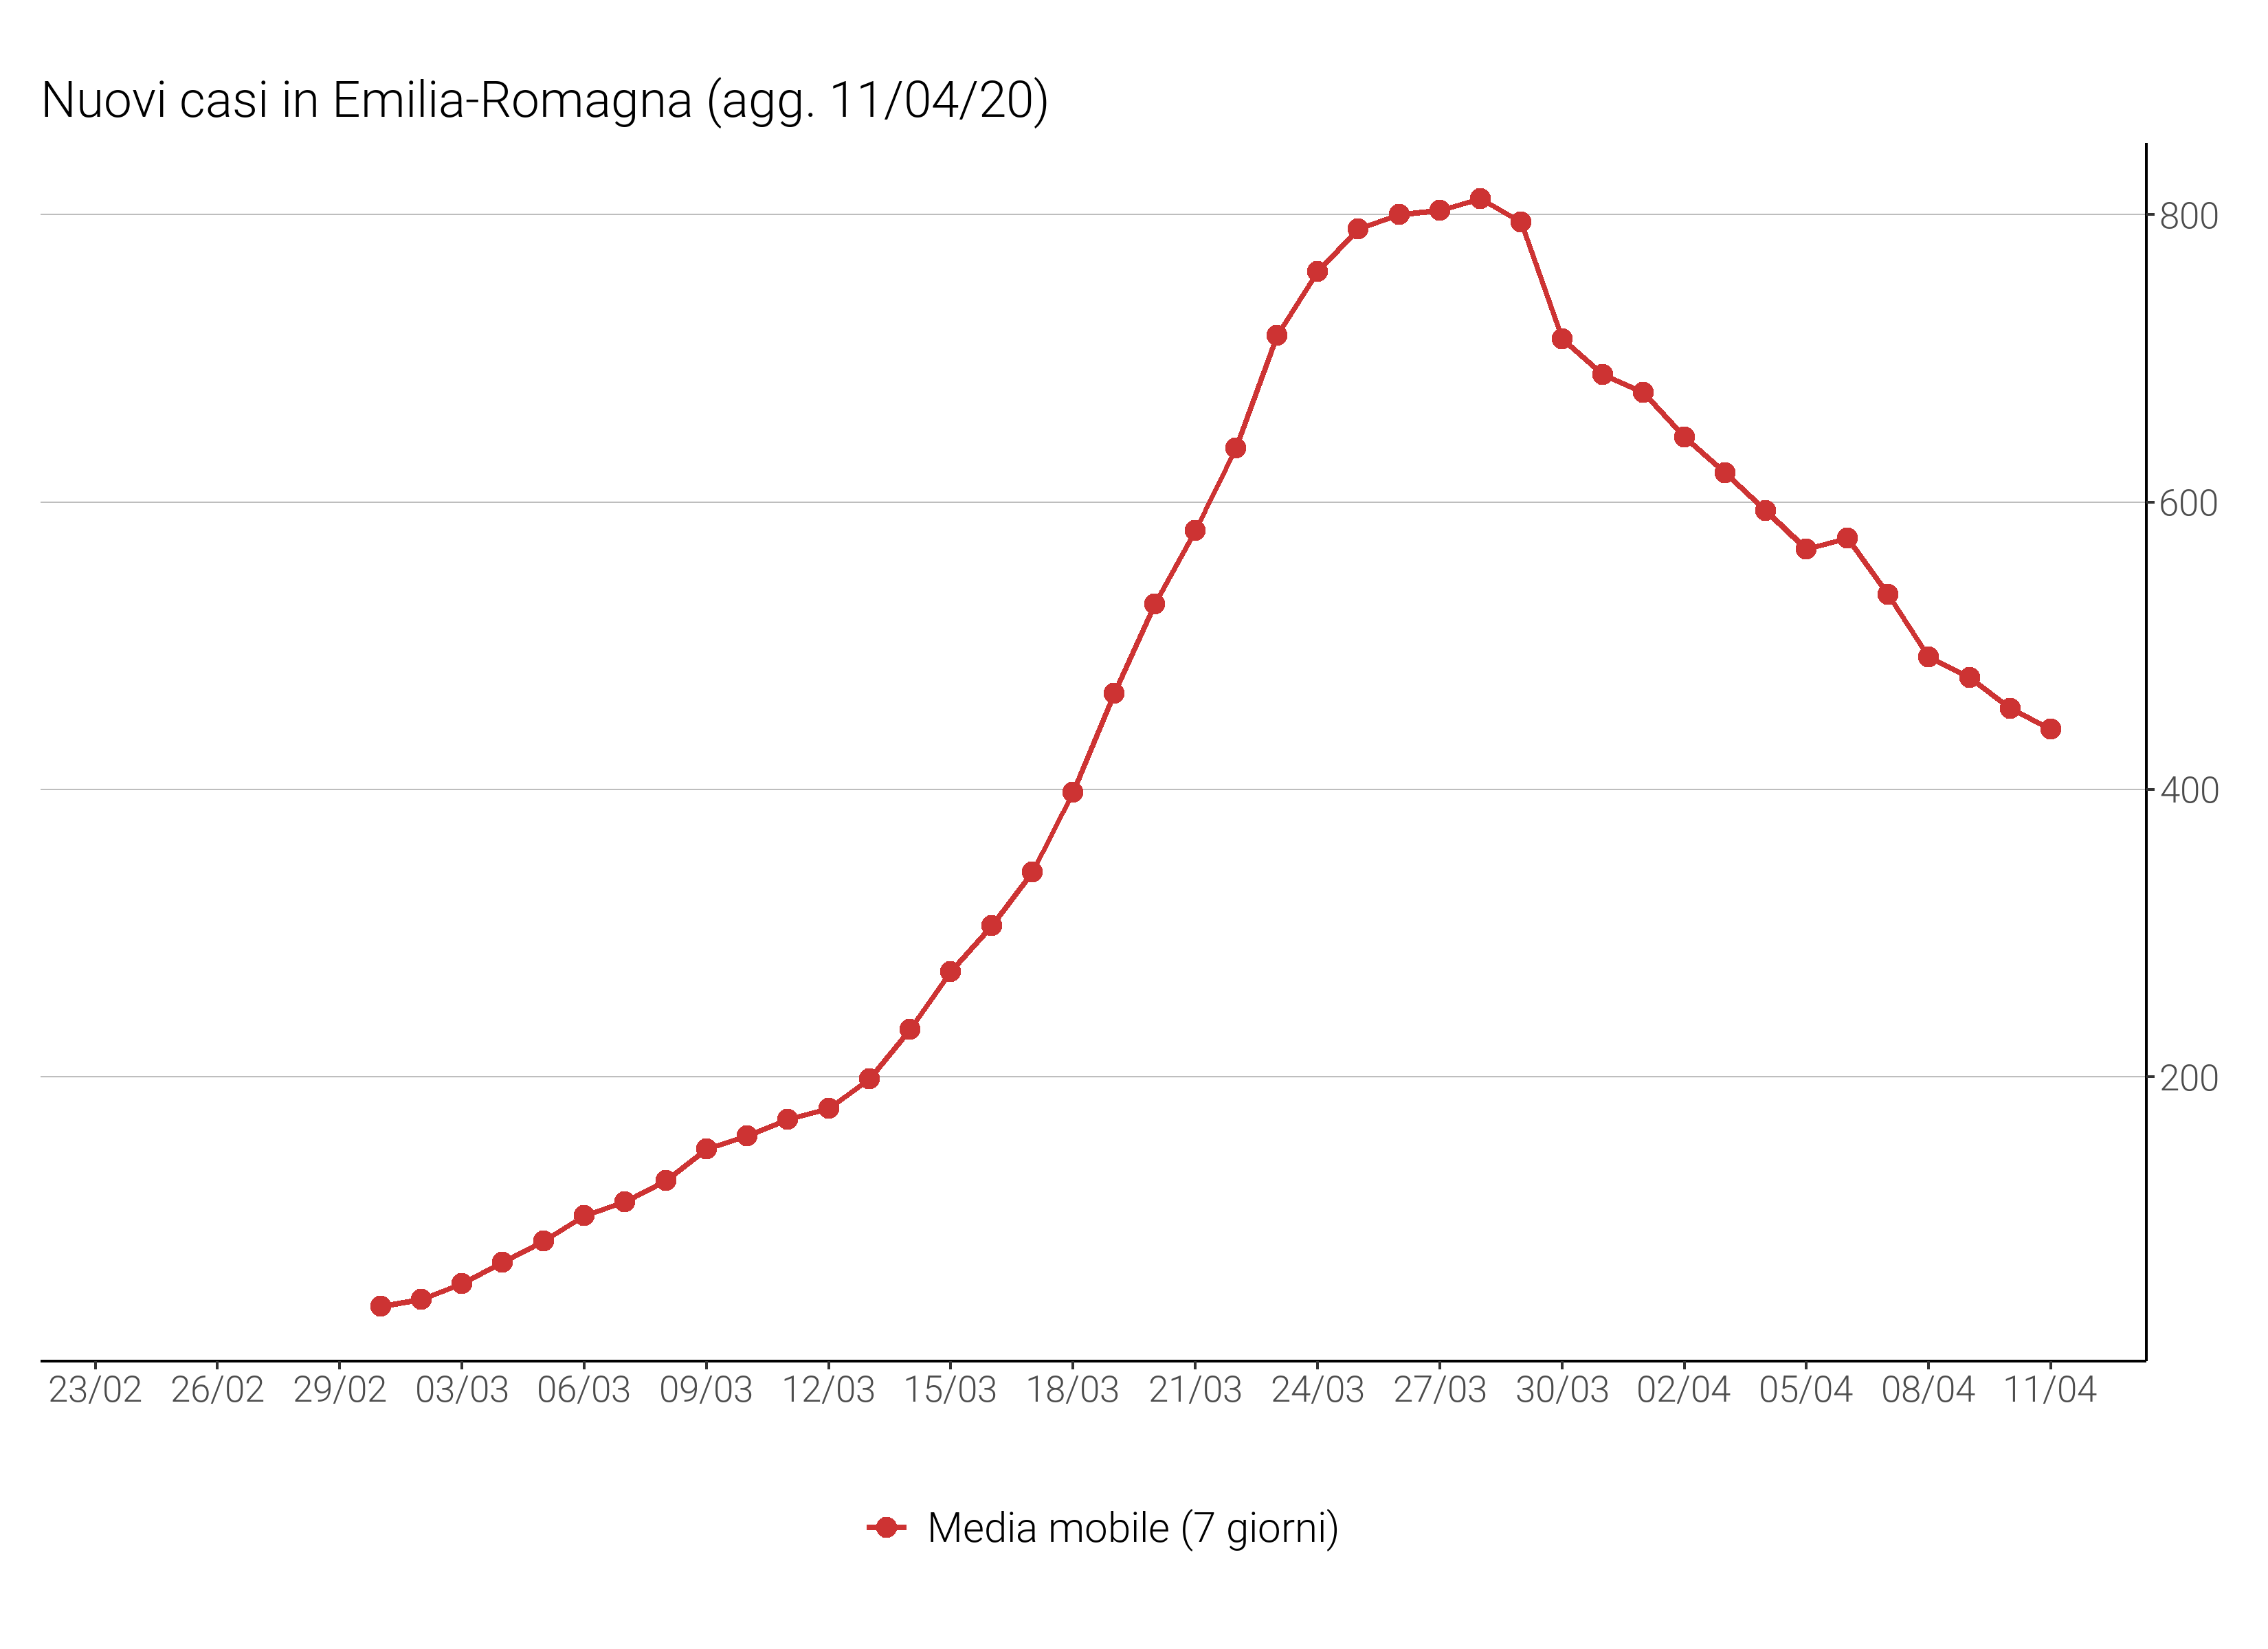 Nuovi casi in Emilia-Romagna (agg. 11/04/20)
800
600
400
200
23/02 26/02 29/02 03/03 06/03 09/03 12/03 15/03 18/03 21/03 24/03 27/03 30/03 02/04 05/04 08/04 11/04
Media mobile (7 giorni)